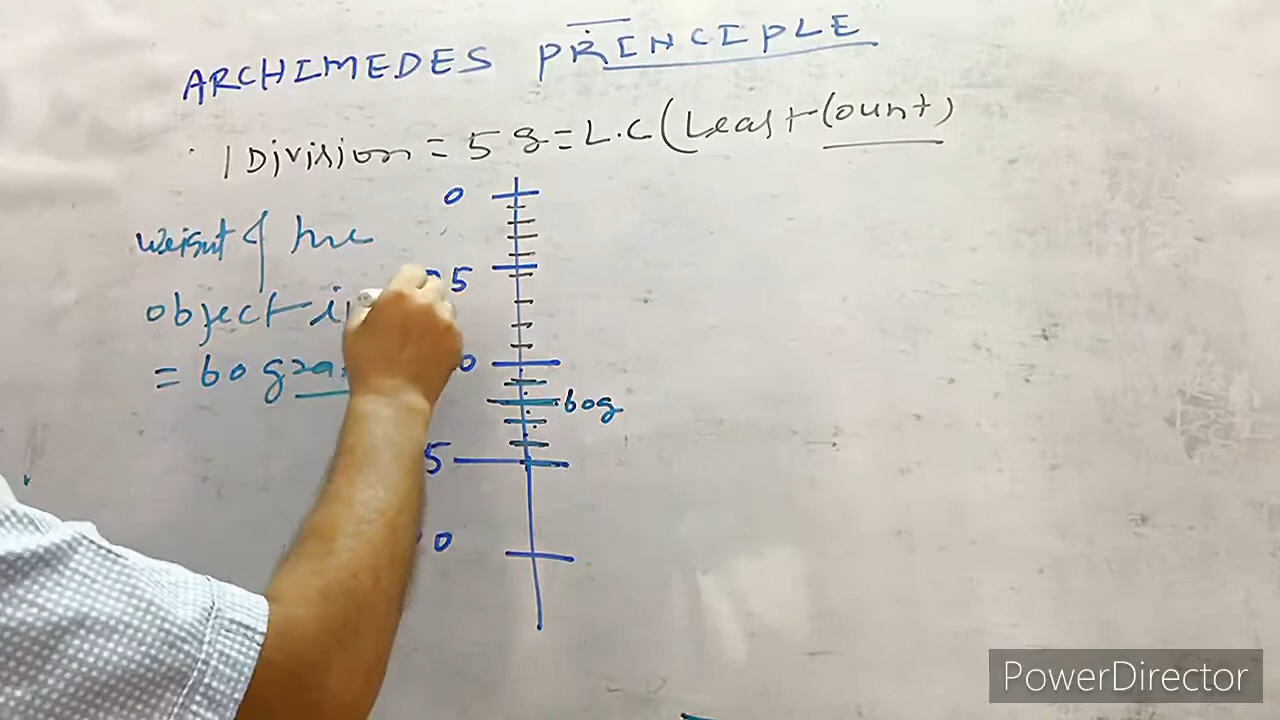 ARCHIMEDES PRINCIPLE
1 Division = 5 g = L.C (Least Count)
0
weight of the
5
object i
= 60 gra
0
60g
5
0
PowerDirector